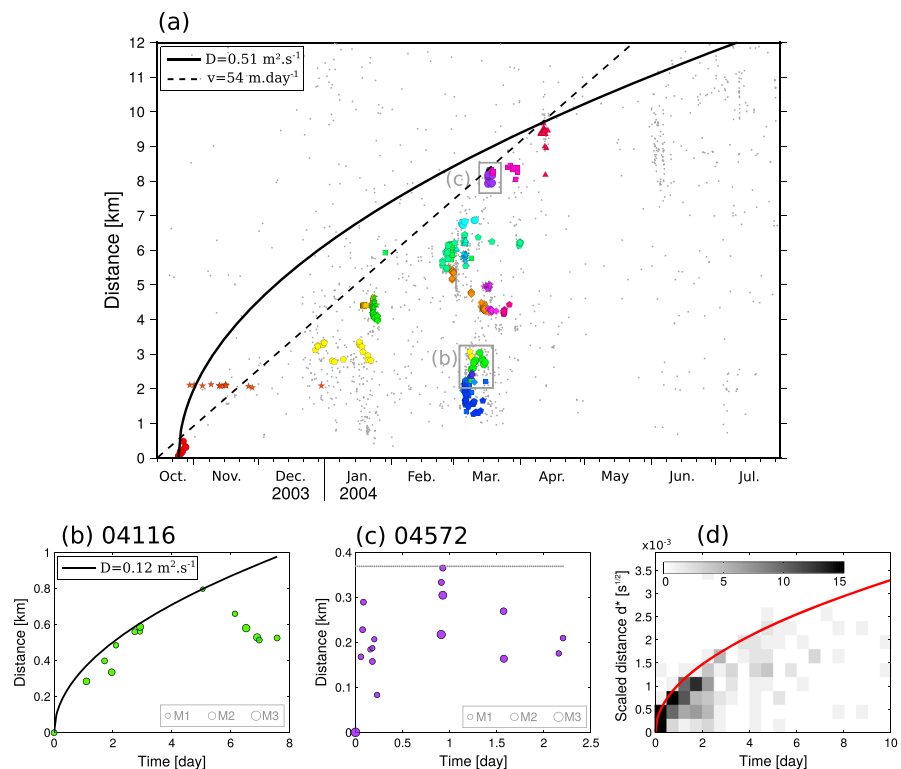 (a)
D=0.51 m².s⁻¹
v=54 m.day⁻¹
12
11
10
9
8
7
6
5
4
3
2
1
0
Distance [km]
(c)
(b)
Oct. Nov. Dec. Jan. Feb. Mar. Apr. May Jun. Jul.
2003 2004
(b) 04116
D=0.12 m².s⁻¹
1
0.8
0.6
0.4
0.2
0
Distance [km]
M1 M2 M3
0 2 4 6 8
Time [day]
(c) 04572
0.4
0.3
0.2
0.1
0
Distance [km]
M1 M2 M3
0 0.5 1 1.5 2 2.5
Time [day]
(d)
x10⁻³
0 5 10 15
3.5
3
2.5
2
1.5
1
0.5
0
Scaled distance d* [s¹ᐟ²]
0 2 4 6 8 10
Time [day]